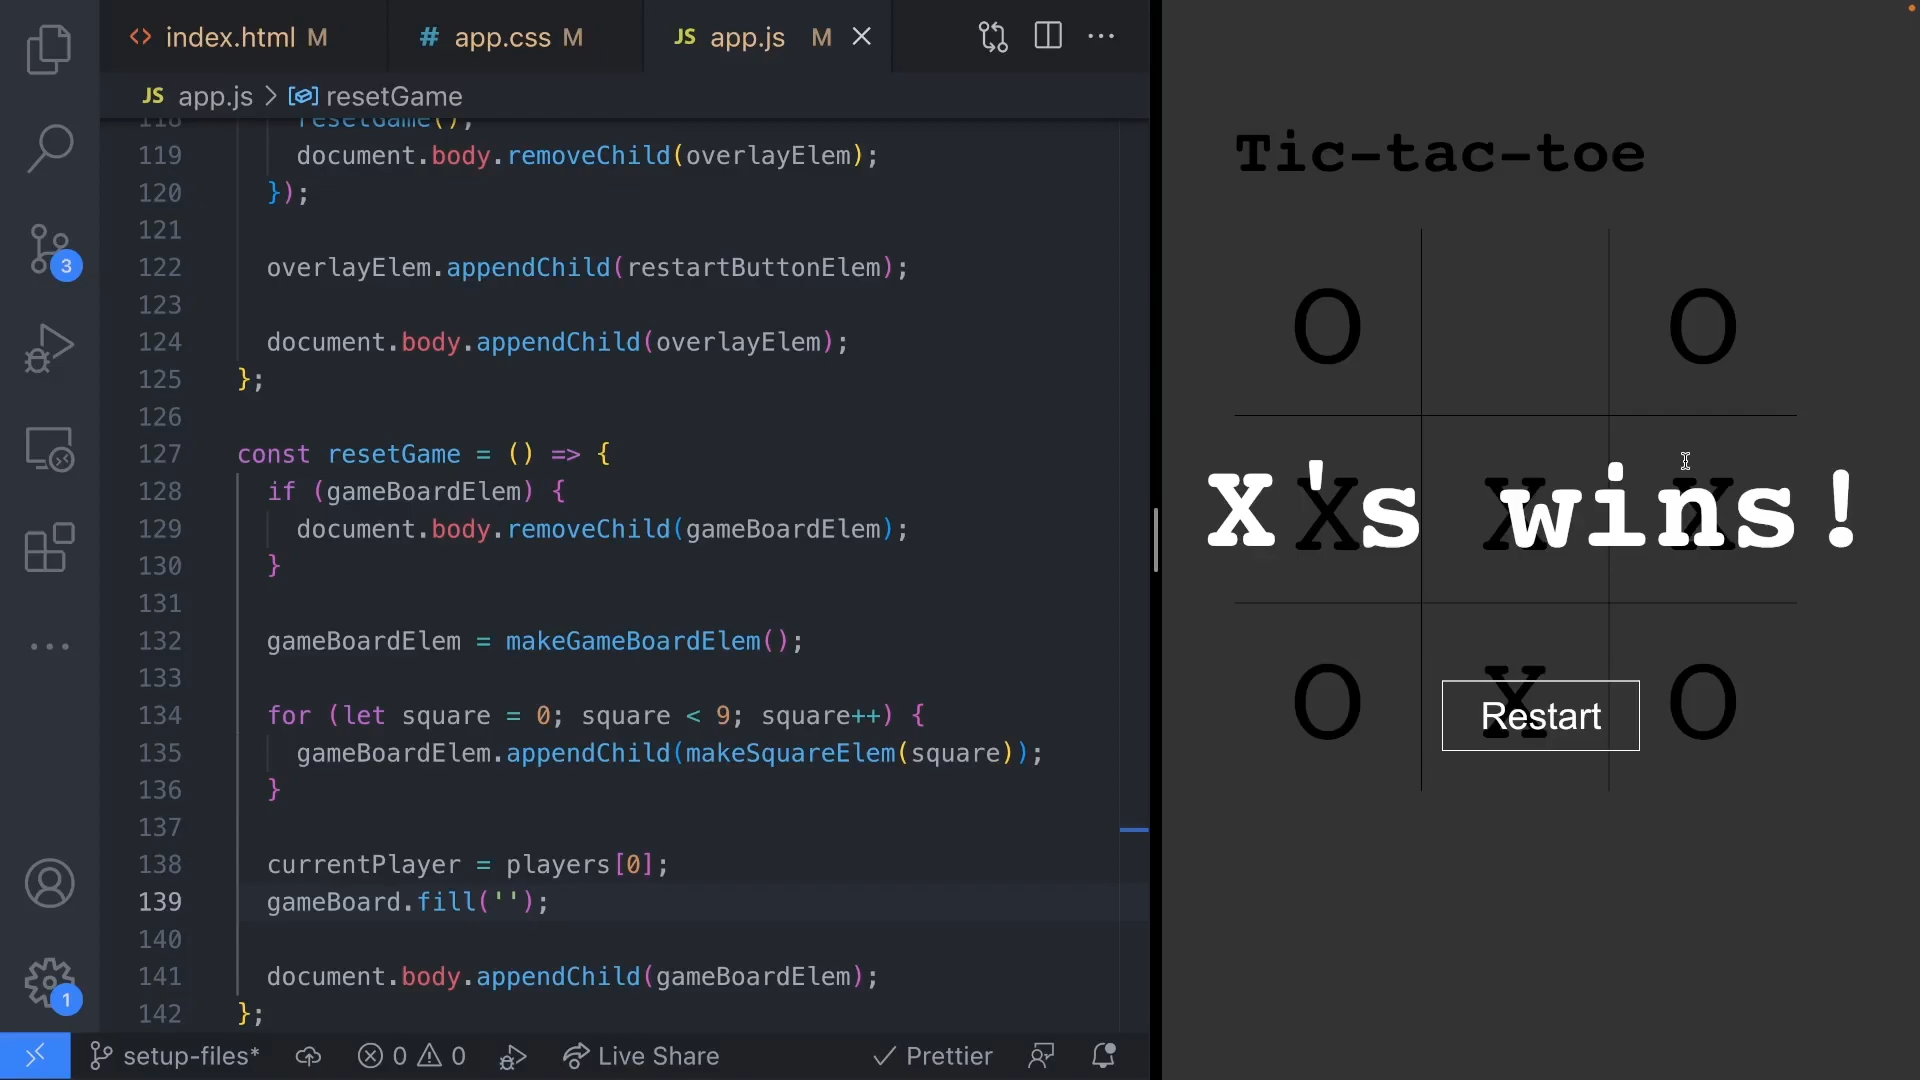 index.html M
# app.css M
JS app.js M
JS app.js > resetGame
118 resetGame();
119 document.body.removeChild(overlayElem);
120 });
121
122 overlayElem.appendChild(restartButtonElem);
123
124 document.body.appendChild(overlayElem);
125 };
126
127 const resetGame = () => {
128 if (gameBoardElem) {
129 document.body.removeChild(gameBoardElem);
130 }
131
132 gameBoardElem = makeGameBoardElem();
133
134 for (let square = 0; square < 9; square++) {
135 gameBoardElem.appendChild(makeSquareElem(square));
136 }
137
138 currentPlayer = players[0];
139 gameBoard.fill('');
140
141 document.body.appendChild(gameBoardElem);
142 };
3
1
setup-files* 0 0 Live Share Prettier
Tic-tac-toe
O O
X X X
X's wins!
O X O
Restart